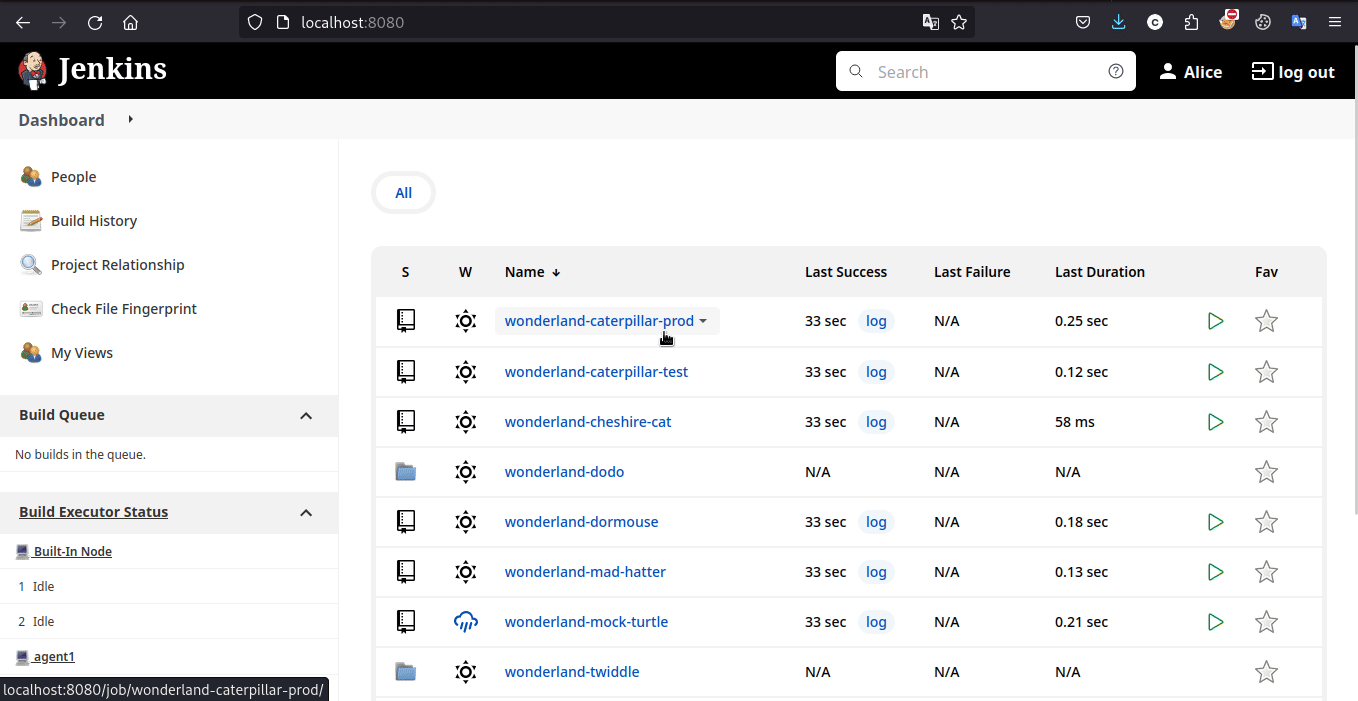 localhost:8080
Jenkins
Search
Alice
log out
Dashboard
People
Build History
Project Relationship
Check File Fingerprint
My Views
Build Queue
No builds in the queue.
Build Executor Status
Built-In Node
1 Idle
2 Idle
agent1
localhost:8080/job/wonderland-caterpillar-prod/
All
S W Name ↓ Last Success Last Failure Last Duration Fav
wonderland-caterpillar-prod 33 sec log N/A 0.25 sec
wonderland-caterpillar-test 33 sec log N/A 0.12 sec
wonderland-cheshire-cat 33 sec log N/A 58 ms
wonderland-dodo N/A N/A N/A
wonderland-dormouse 33 sec log N/A 0.18 sec
wonderland-mad-hatter 33 sec log N/A 0.13 sec
wonderland-mock-turtle 33 sec log N/A 0.21 sec
wonderland-twiddle N/A N/A N/A